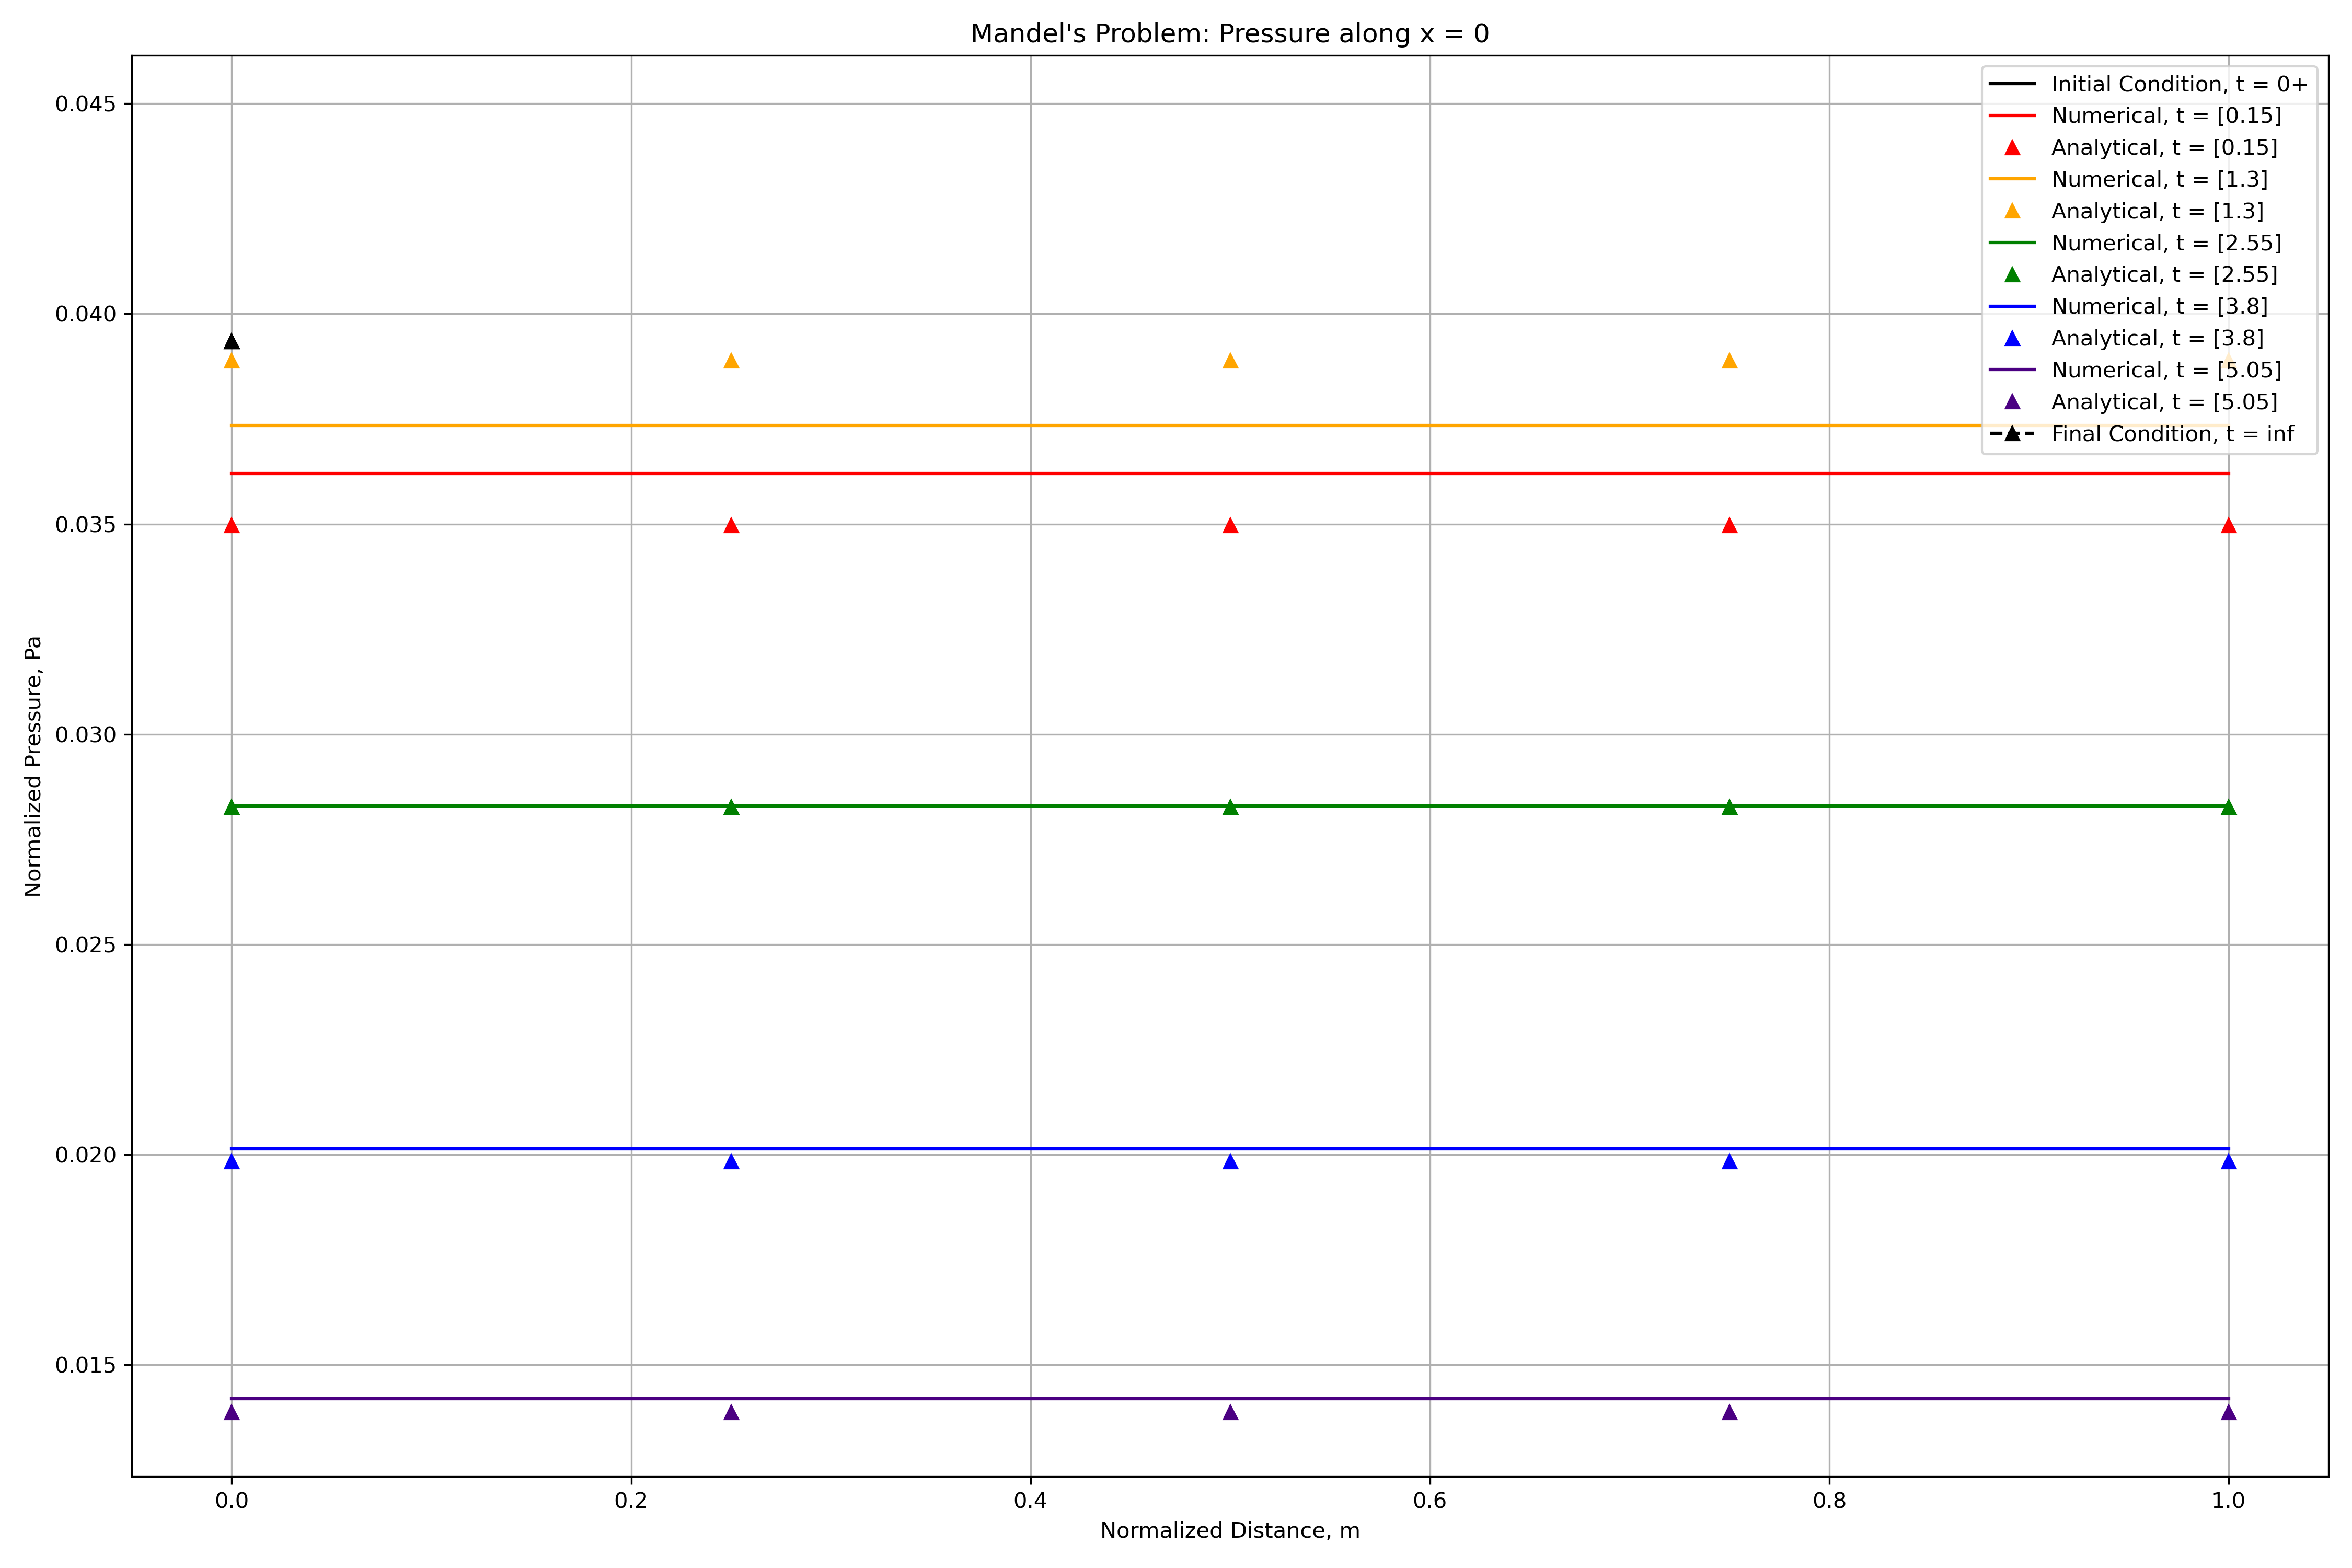 Mandel's Problem: Pressure along x = 0
Normalized Pressure, Pa
0.045
0.040
0.035
0.030
0.025
0.020
0.015
Initial Condition, t = 0+
Numerical, t = [0.15]
Analytical, t = [0.15]
Numerical, t = [1.3]
Analytical, t = [1.3]
Numerical, t = [2.55]
Analytical, t = [2.55]
Numerical, t = [3.8]
Analytical, t = [3.8]
Numerical, t = [5.05]
Analytical, t = [5.05]
Final Condition, t = inf
0.0
0.2
0.4
0.6
0.8
1.0
Normalized Distance, m